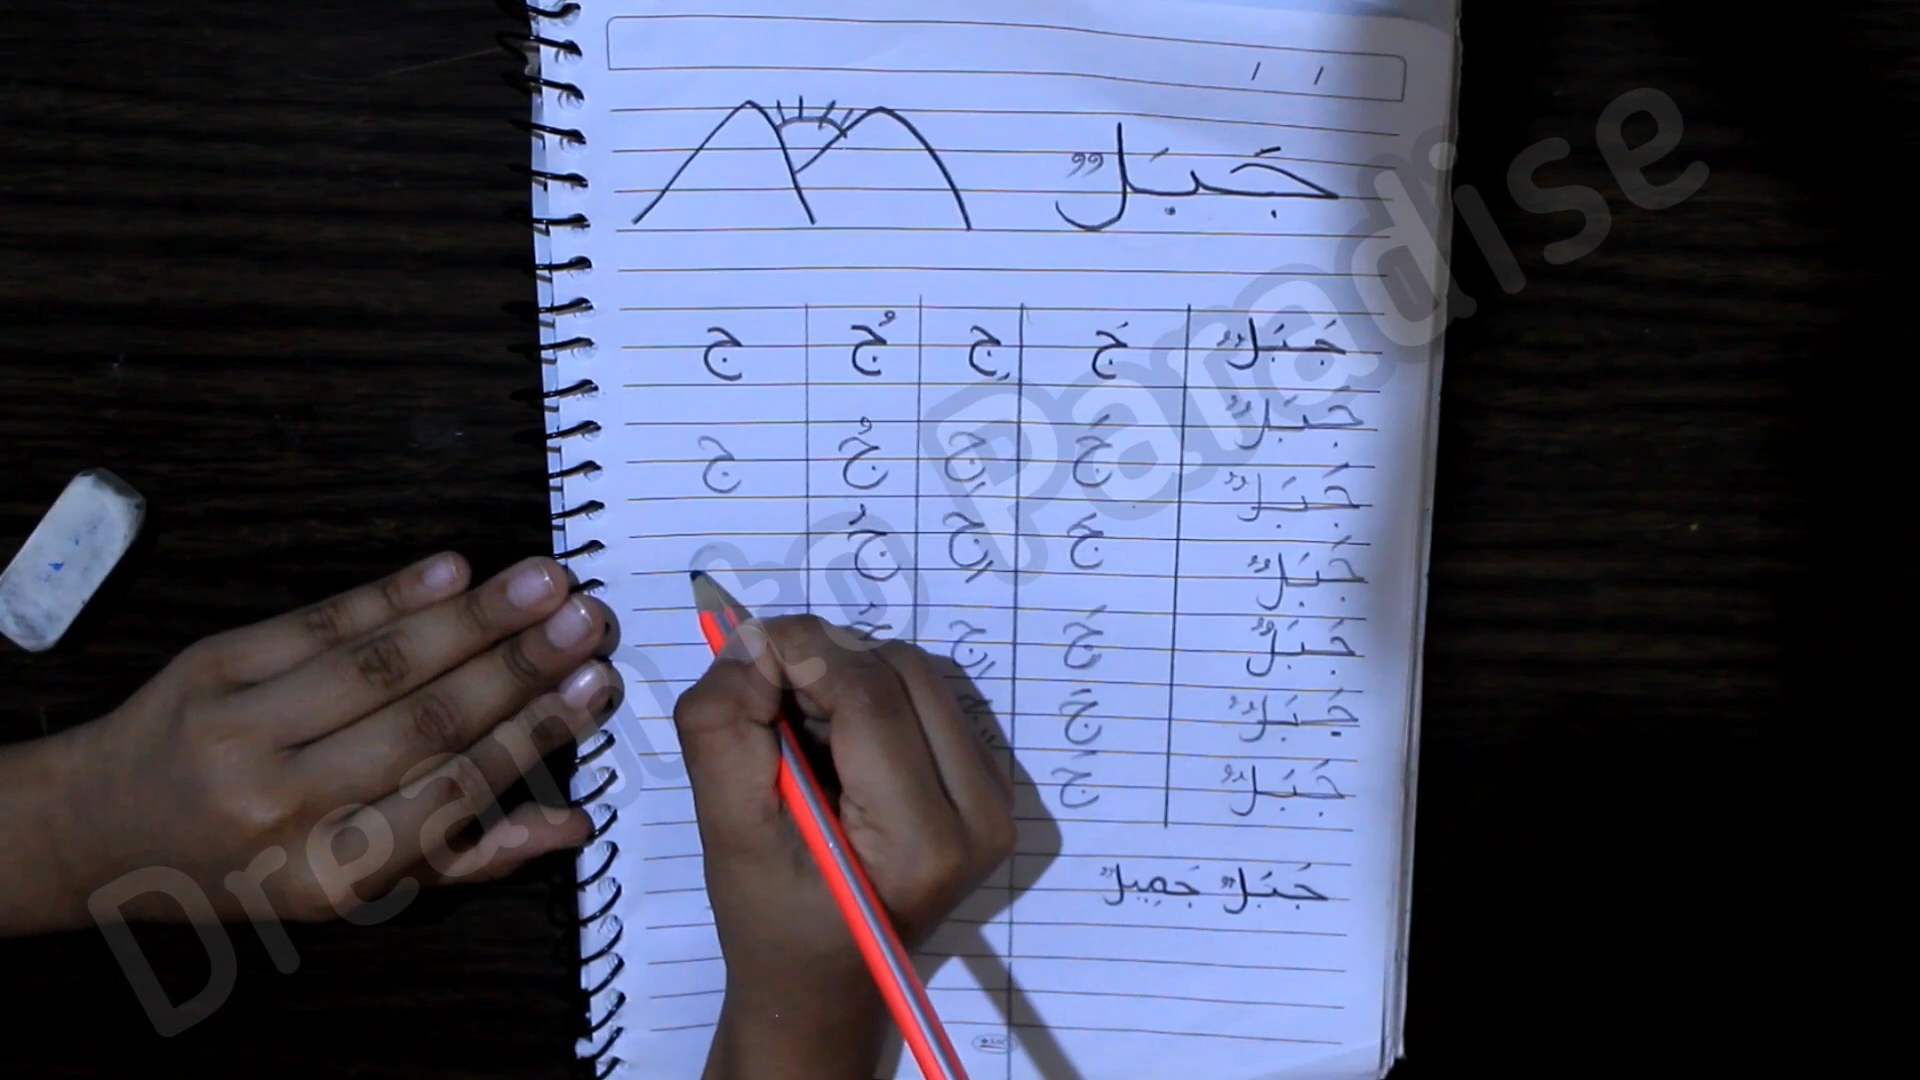 جَبَلٌ
جَبَلٌ جَ جِ جُ ج
جَبَلٌ جَ جِ جُ ج
جَبَلٌ جَ جِ جُ
جَبَلٌ
جَبَلٌ جَ جِ
جَبَلٌ جَ
جَبَلٌ جَ
جَبَلٌ جَمِيلٌ
Dream to Paradise